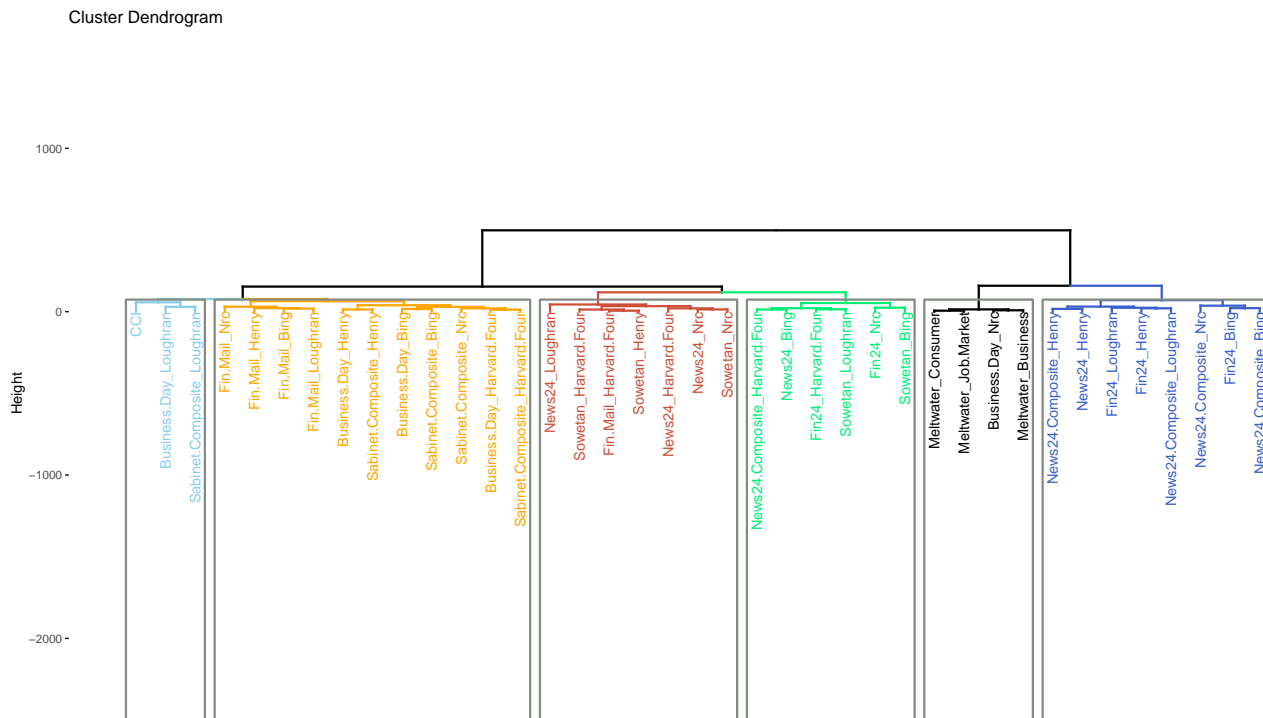 Cluster Dendrogram
1000
0
−1000
−2000
Height
CCI
Business.Day_Loughran
Sabinet.Composite_Loughran
Fin.Mail_Nrc
Fin.Mail_Henry
Fin.Mail_Bing
Fin.Mail_Loughran
Business.Day_Henry
Sabinet.Composite_Henry
Business.Day_Bing
Sabinet.Composite_Bing
Sabinet.Composite_Nrc
Business.Day_Harvard.Four
Sabinet.Composite_Harvard.Four
News24_Loughran
Sowetan_Harvard.Four
Fin.Mail_Harvard.Four
Sowetan_Henry
News24_Harvard.Four
News24_Nrc
Sowetan_Nrc
News24.Composite_Harvard.Four
News24_Bing
Fin24_Harvard.Four
Sowetan_Loughran
Fin24_Nrc
Sowetan_Bing
Meltwater_Consumer
Meltwater_Job.Market
Business.Day_Nrc
Meltwater_Business
News24.Composite_Henry
News24_Henry
Fin24_Loughran
Fin24_Henry
News24.Composite_Loughran
News24.Composite_Nrc
Fin24_Bing
News24.Composite_Bing